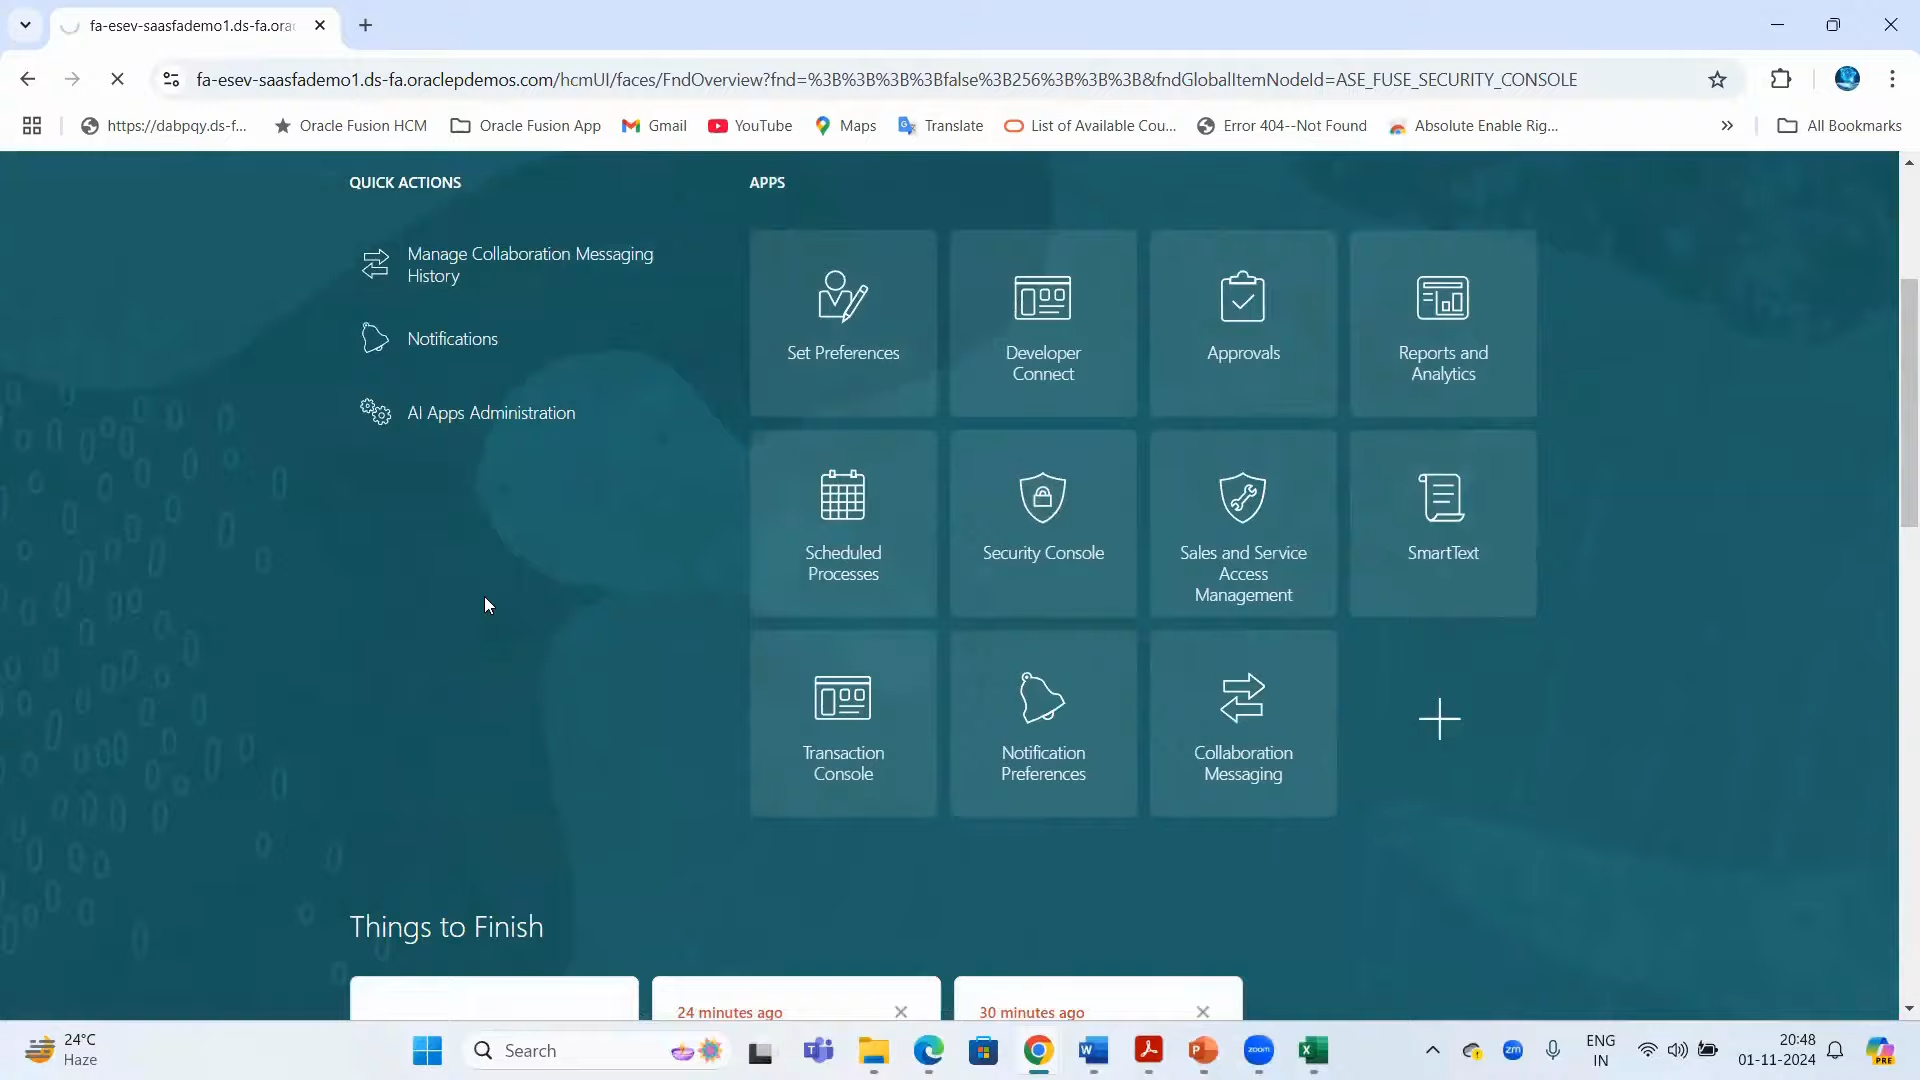 fa-esev-saasfademo1.ds-fa.ora
fa-esev-saasfademo1.ds-fa.oraclepdemos.com/hcmUI/faces/FndOverview?fnd=%3B%3B%3B%3Bfalse%3B256%3B%3B%3B&fndGlobalItemNodeId=ASE_FUSE_SECURITY_CONSOLE
https://dabpqy.ds-f... Oracle Fusion HCM Oracle Fusion App Gmail YouTube Maps Translate List of Available Cou... Error 404--Not Found Absolute Enable Rig... » All Bookmarks
QUICK ACTIONS
Manage Collaboration Messaging
History
Notifications
AI Apps Administration
APPS
Set Preferences
Developer
Connect
Approvals
Reports and
Analytics
Scheduled
Processes
Security Console
Sales and Service
Access
Management
SmartText
Transaction
Console
Notification
Preferences
Collaboration
Messaging
Things to Finish
24 minutes ago
30 minutes ago
24°C
Haze
Search
zoom
zm
ENG
IN
20:48
01-11-2024
PRE